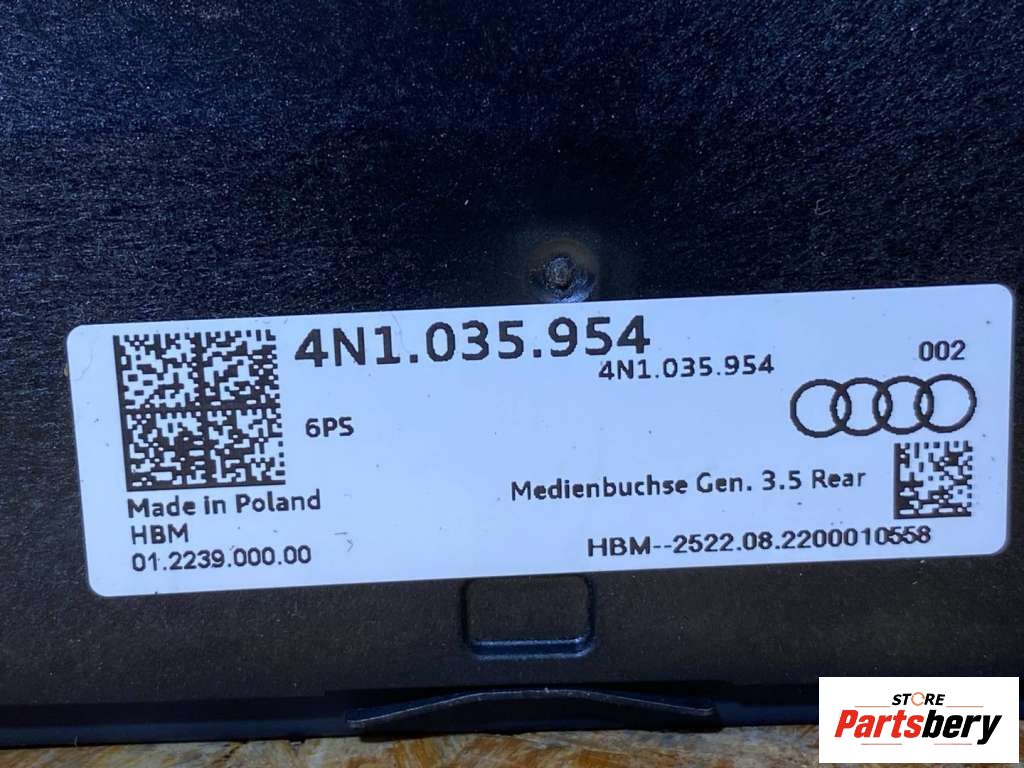 4N1.035.954
4N1.035.954
002
6PS
Medienbuchse Gen. 3.5 Rear
Made in Poland
HBM
01.2239.000.00
HBM--2522.08.2200010558
STORE
Partsbery